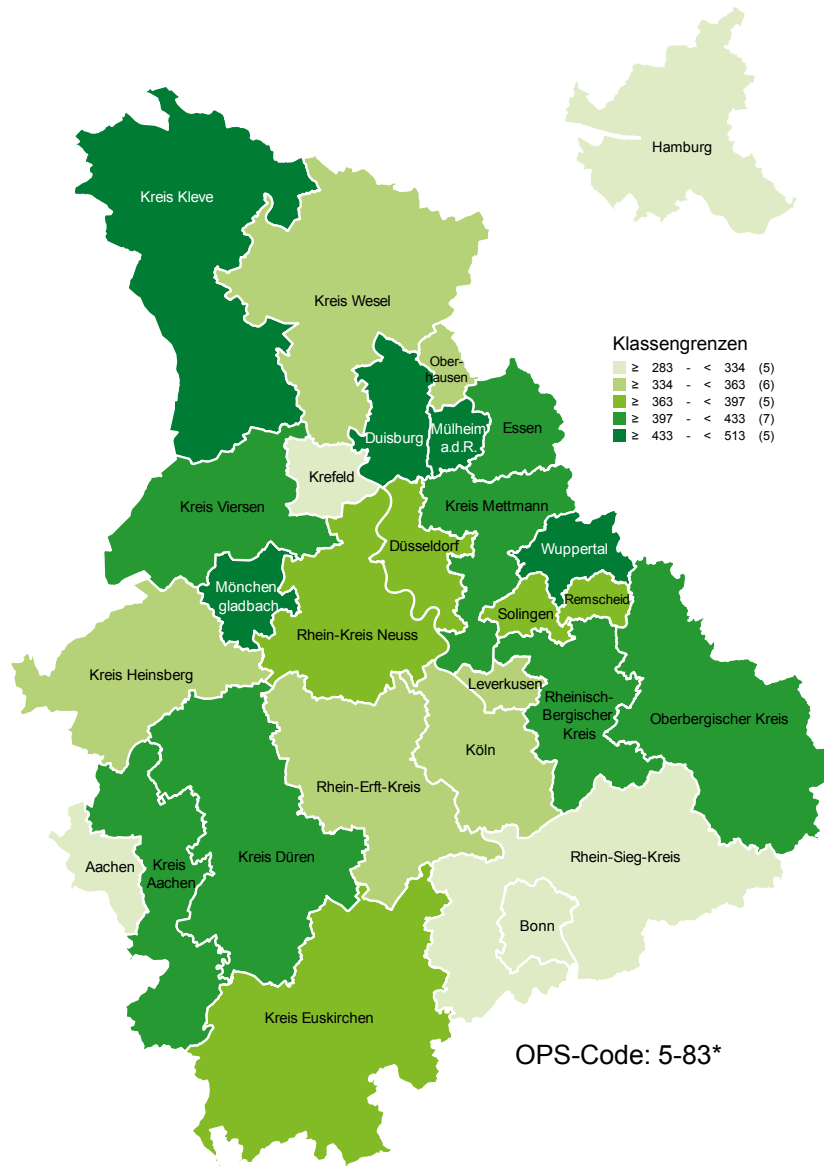 Hamburg
Kreis Kleve
Kreis Wesel
Klassengrenzen
≥ 283 - < 334 (5)
≥ 334 - < 363 (6)
≥ 363 - < 397 (5)
≥ 397 - < 433 (7)
≥ 433 - < 513 (5)
Ober-
hausen
Duisburg
Mülheim
a.d.R.
Essen
Krefeld
Kreis Viersen
Kreis Mettmann
Düsseldorf
Wuppertal
Mönchen
gladbach
Remscheid
Solingen
Rhein-Kreis Neuss
Kreis Heinsberg
Leverkusen
Rheinisch-
Bergischer
Kreis
Oberbergischer Kreis
Köln
Rhein-Erft-Kreis
Aachen
Kreis
Aachen
Kreis Düren
Rhein-Sieg-Kreis
Bonn
Kreis Euskirchen
OPS-Code: 5-83*